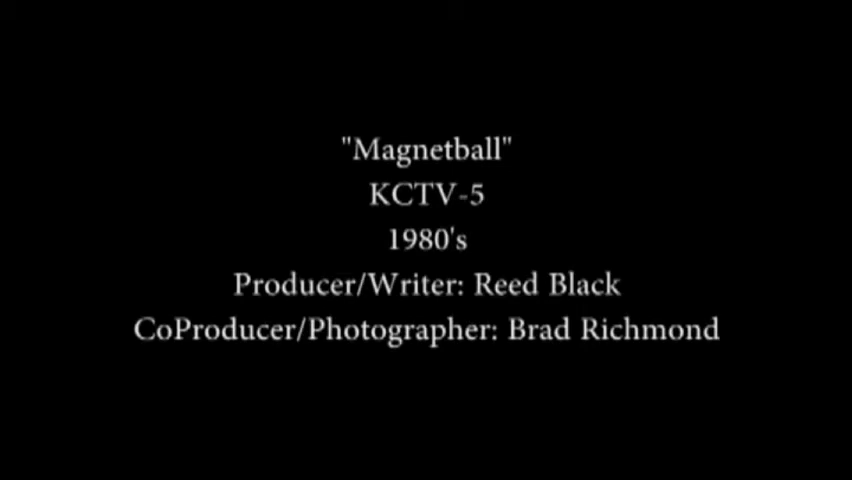 "Magnetball"
KCTV-5
1980's
Producer/Writer: Reed Black
CoProducer/Photographer: Brad Richmond